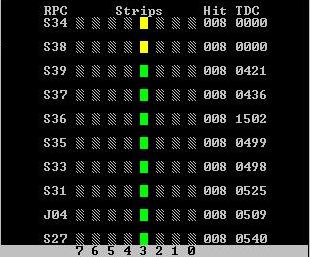 RPC Strips Hit TDC
S34 008 0000
S38 008 0000
S39 008 0421
S37 008 0436
S36 008 1502
S35 008 0499
S33 008 0498
S31 008 0525
J04 008 0509
S27 008 0540
7 6 5 4 3 2 1 0